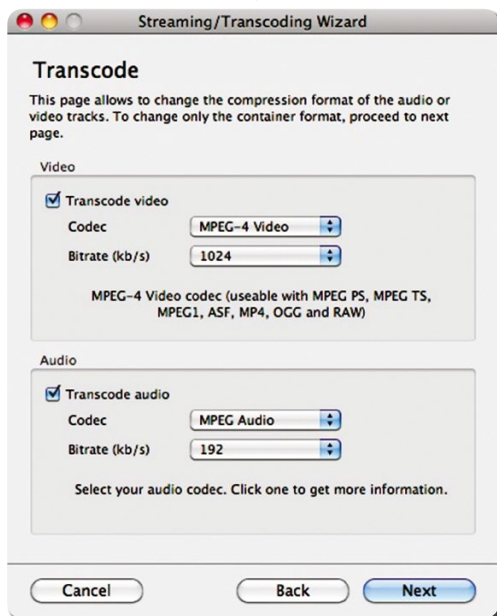 Streaming/Transcoding Wizard
Transcode
This page allows to change the compression format of the audio or
video tracks. To change only the container format, proceed to next
page.
Video
Transcode video
Codec MPEG-4 Video
Bitrate (kb/s) 1024
MPEG-4 Video codec (useable with MPEG PS, MPEG TS,
MPEG1, ASF, MP4, OGG and RAW)
Audio
Transcode audio
Codec MPEG Audio
Bitrate (kb/s) 192
Select your audio codec. Click one to get more information.
Cancel Back Next